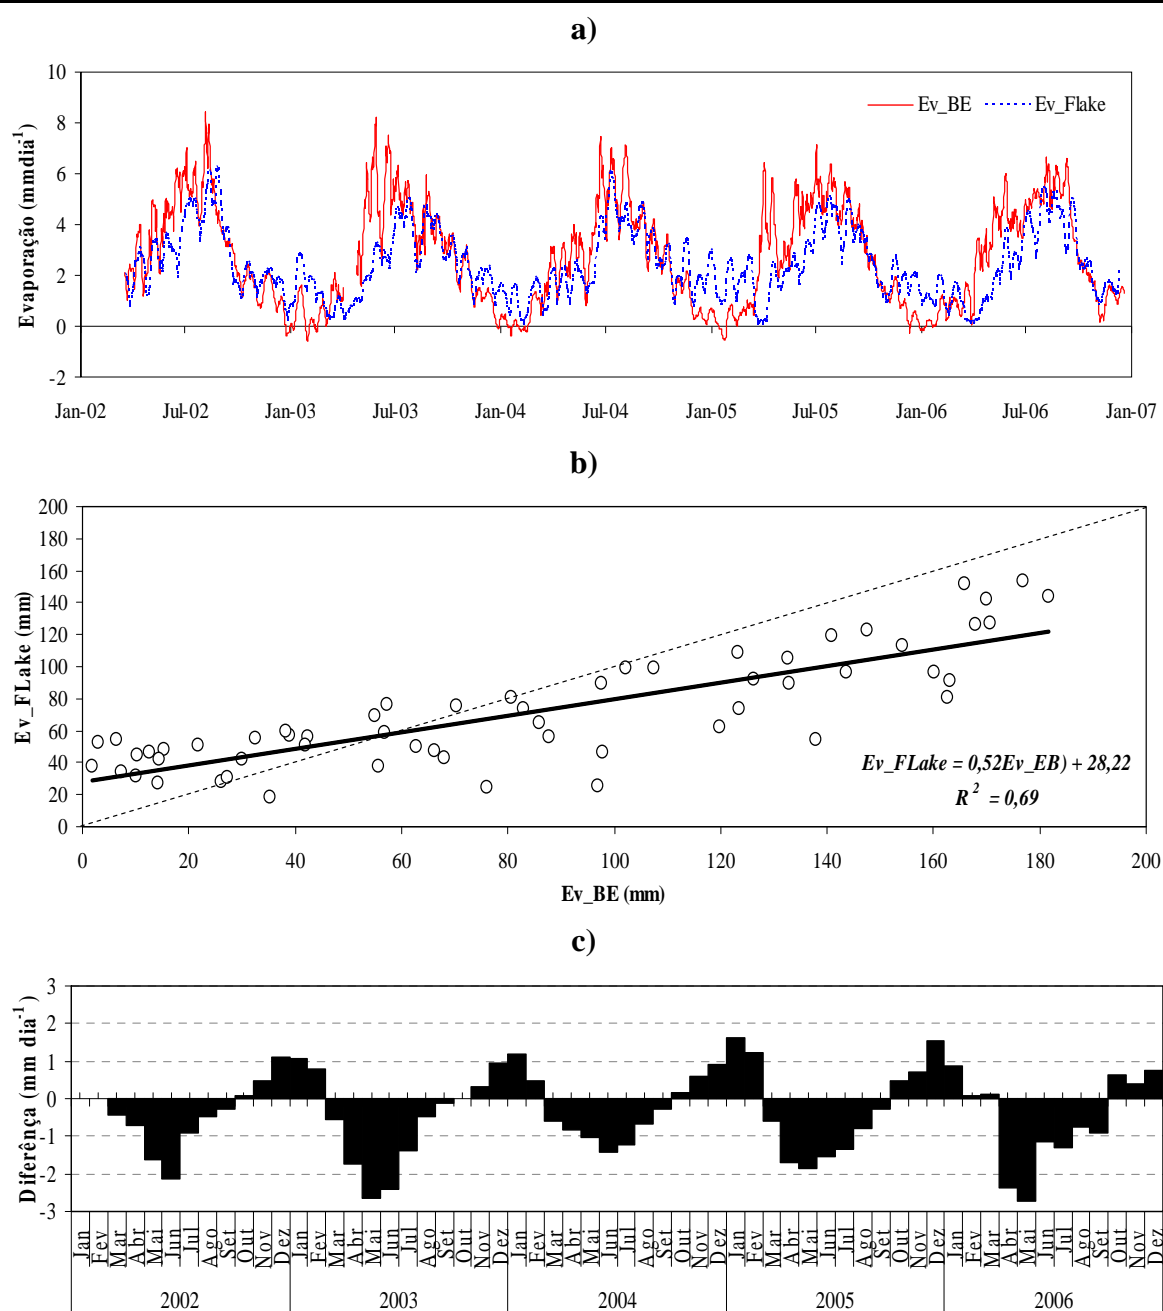 a)
Evaporação (mmdia-1)
10
8
6
4
2
0
-2
Ev_BE Ev_Flake
Jan-02 Jul-02 Jan-03 Jul-03 Jan-04 Jul-04 Jan-05 Jul-05 Jan-06 Jul-06 Jan-07
b)
Ev_FLake (mm)
200
180
160
140
120
100
80
60
40
20
0
Ev_FLake = 0,52Ev_EB) + 28,22
R2 = 0,69
0 20 40 60 80 100 120 140 160 180 200
Ev_BE (mm)
c)
Diferênça (mm dia-1)
3
2
1
0
-1
-2
-3
Jan Fev Mar Abr Mai Jun Jul Ago Set Out Nov Dez Jan Fev Mar Abr Mai Jun Jul Ago Set Out Nov Dez Jan Fev Mar Abr Mai Jun Jul Ago Set Out Nov Dez Jan Fev Mar Abr Mai Jun Jul Ago Set Out Nov Dez Jan Fev Mar Abr Mai Jun Jul Ago Set Out Nov Dez
2002 2003 2004 2005 2006